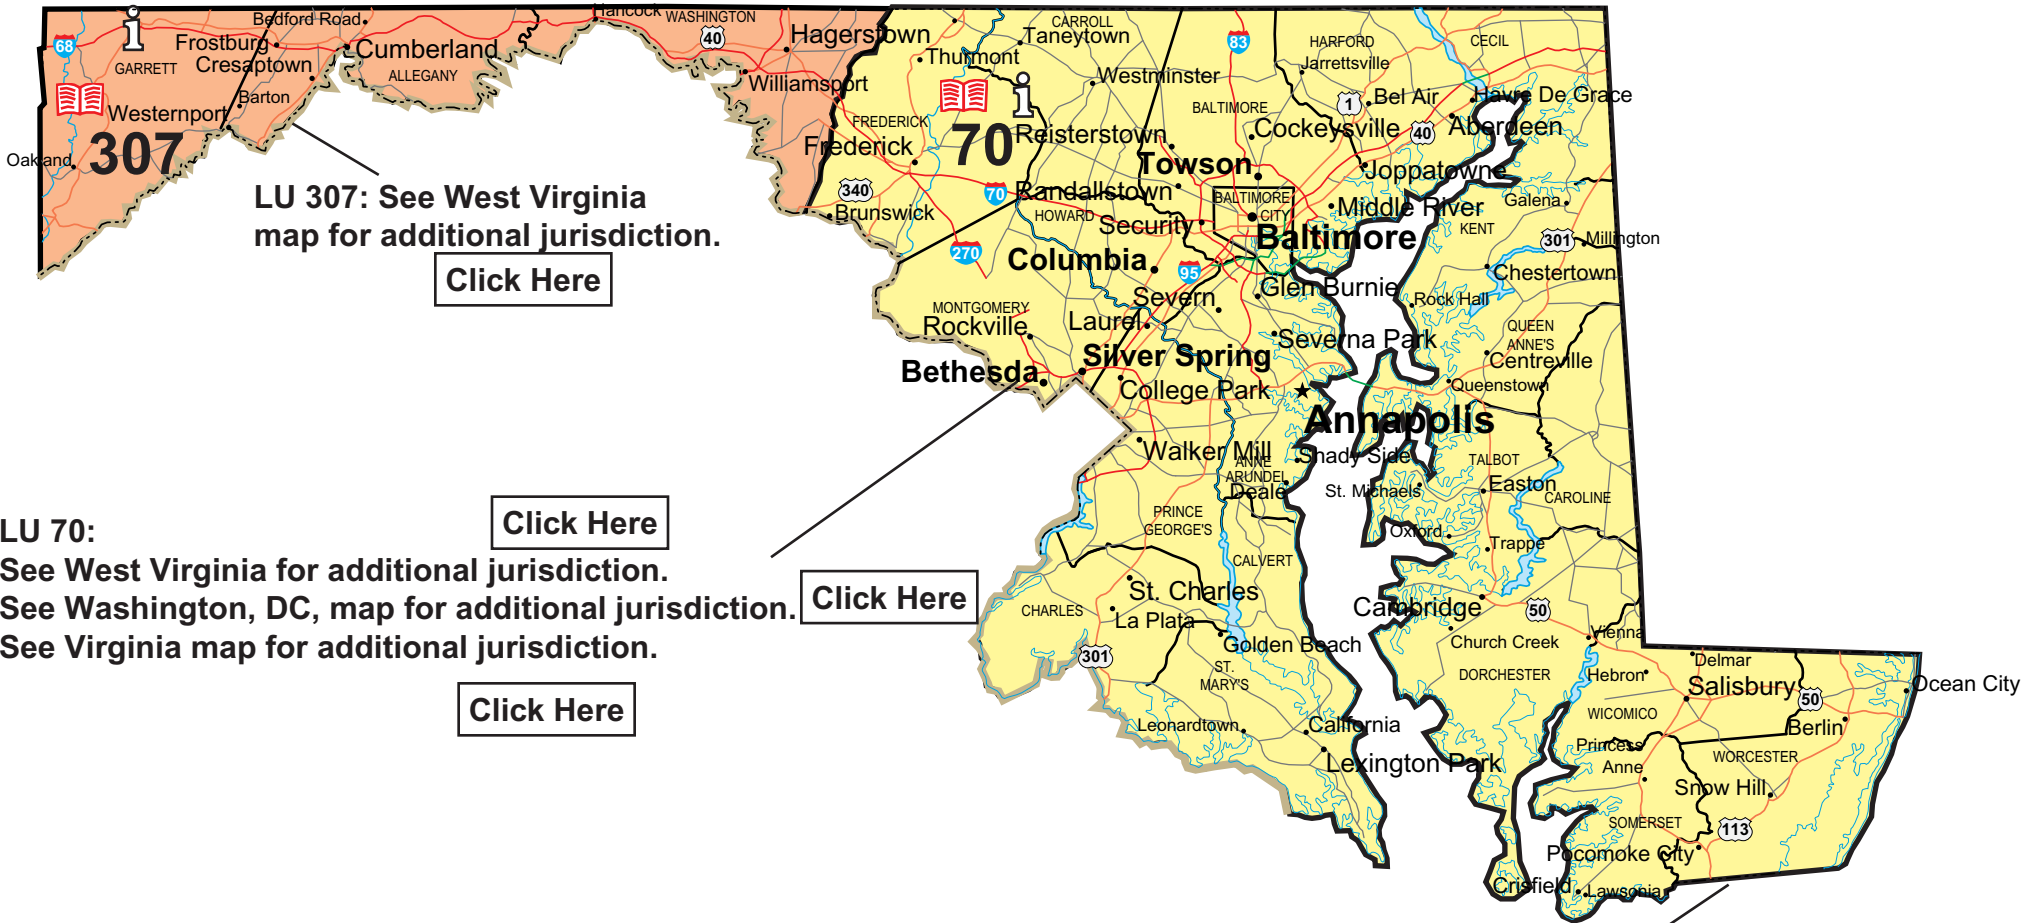 Bedford Road
Hancock
WASHINGTON
68
Frostburg
Cresaptown
Cumberland
GARRETT
ALLEGANY
40
Hagerstown
Williamsport
Westernport
Barton
307
Oakland
LU 307: See West Virginia
map for additional jurisdiction.
Click Here
CARROLL
Taneytown
Thurmont
Westminster
83
HARFORD
Jarrettsville
CECIL
BALTIMORE
1
Bel Air
Havre De Grace
FREDERICK
Frederick
70
Reisterstown
Cockeysville
40
Aberdeen
Towson
Joppatowne
340
Brunswick
70
Randallstown
HOWARD
Security
BALTIMORE
CITY
Middle River
Baltimore
Galena
KENT
301
Millington
270
Columbia
95
Chestertown
Severn
Glen Burnie
Rock Hall
MONTGOMERY
Rockville
Laurel
Severna Park
QUEEN
ANNE'S
Centreville
Bethesda
Silver Spring
College Park
Queenstown
Annapolis
Walker Mill
ANNE
ARUNDEL
Shady Side
Deale
TALBOT
St. Michaels
Easton
CAROLINE
PRINCE
GEORGE'S
Oxford
Trappe
CALVERT
Click Here
LU 70:
See West Virginia for additional jurisdiction.
See Washington, DC, map for additional jurisdiction.
See Virginia map for additional jurisdiction.
Click Here
Click Here
St. Charles
CHARLES
La Plata
Cambridge
50
Church Creek
Vienna
301
Golden Beach
ST.
MARY'S
DORCHESTER
Hebron
Delmar
Salisbury
50
Ocean City
WICOMICO
Berlin
Leonardtown
California
Lexington Park
Princess
Anne
WORCESTER
Snow Hill
SOMERSET
113
Pocomoke City
Crisfield
Lawsonia